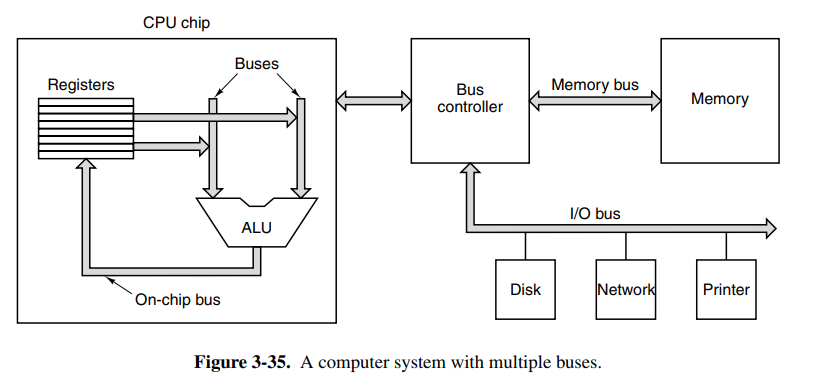 CPU chip
Registers
Buses
ALU
On-chip bus
Bus
controller
Memory bus
Memory
I/O bus
Disk
Network
Printer
Figure 3-35. A computer system with multiple buses.